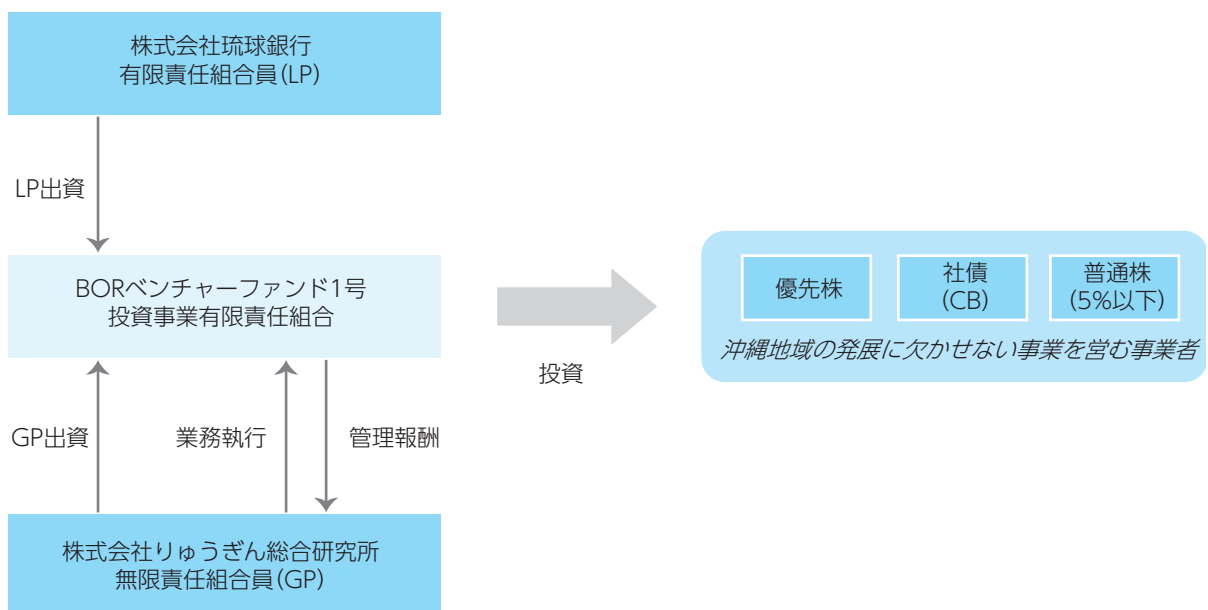 株式会社琉球銀行
有限責任組合員(LP)
LP出資
BORベンチャーファンド1号
投資事業有限責任組合
投資
優先株
社債
(CB)
普通株
(5%以下)
沖縄地域の発展に欠かせない事業を営む事業者
GP出資
業務執行
管理報酬
株式会社りゅうぎん総合研究所
無限責任組合員(GP)